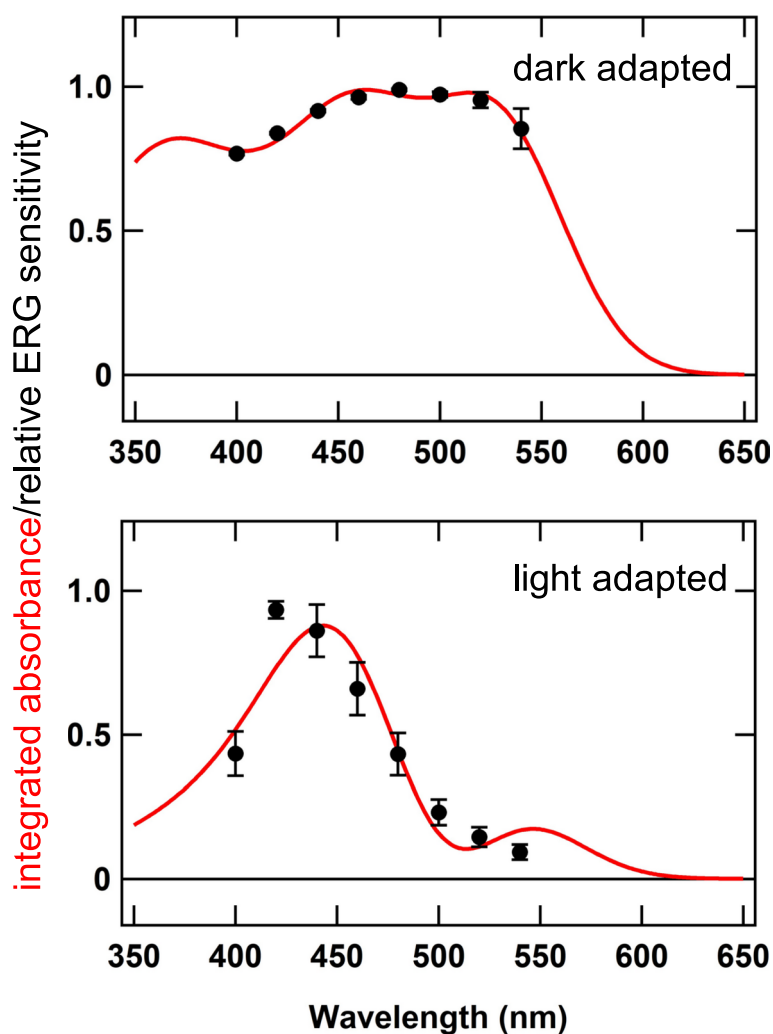 integrated absorbance/relative ERG sensitivity
dark adapted
1.0
0.5
0
350 400 450 500 550 600 650
light adapted
1.0
0.5
0
350 400 450 500 550 600 650
Wavelength (nm)